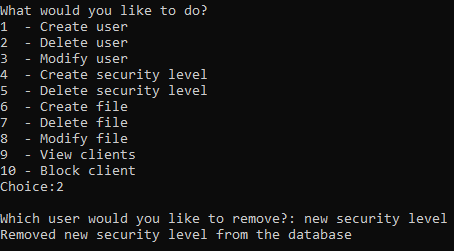 What would you like to do?
1  - Create user
2  - Delete user
3  - Modify user
4  - Create security level
5  - Delete security level
6  - Create file
7  - Delete file
8  - Modify file
9  - View clients
10 - Block client
Choice:2

Which user would you like to remove?: new security level
Removed new security level from the database